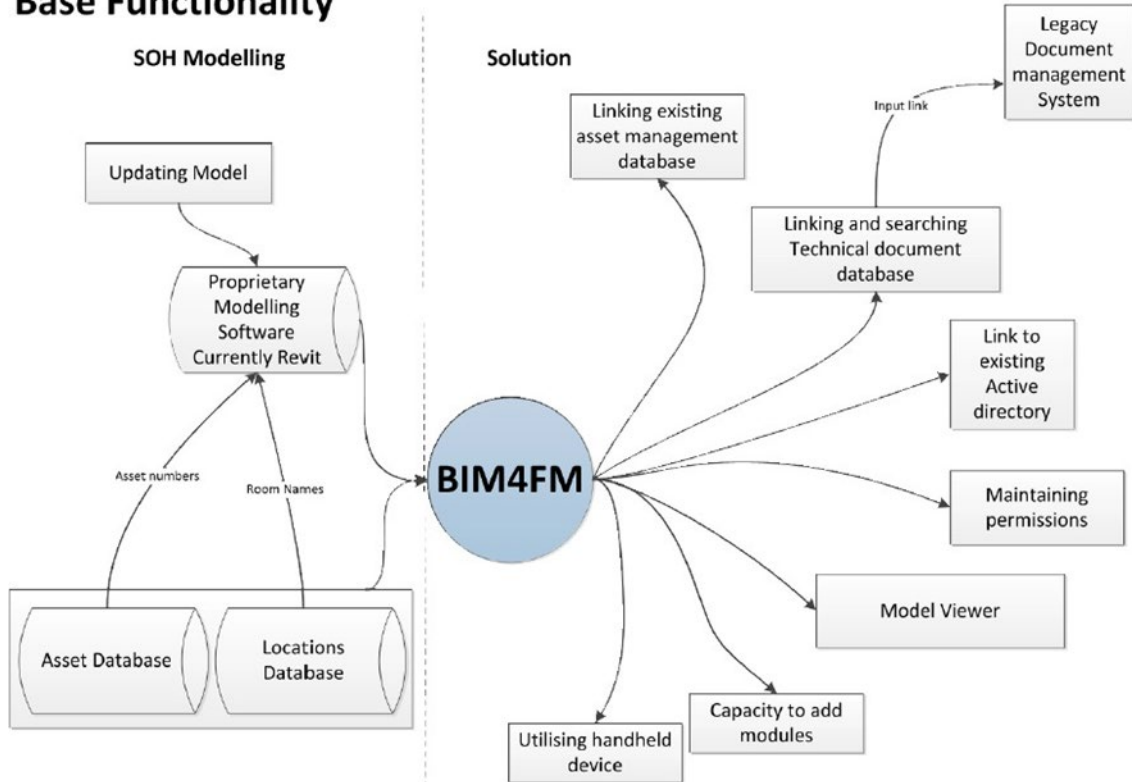 Base Functionality
SOH Modelling
Solution
Updating Model
Proprietary
Modelling
Software
Currently Revit
Asset numbers
Room Names
Asset Database
Locations
Database
BIM4FM
Linking existing
asset management
database
Legacy
Document
management
System
Input link
Linking and searching
Technical document
database
Link to
existing
Active
directory
Maintaining
permissions
Model Viewer
Capacity to add
modules
Utilising handheld
device